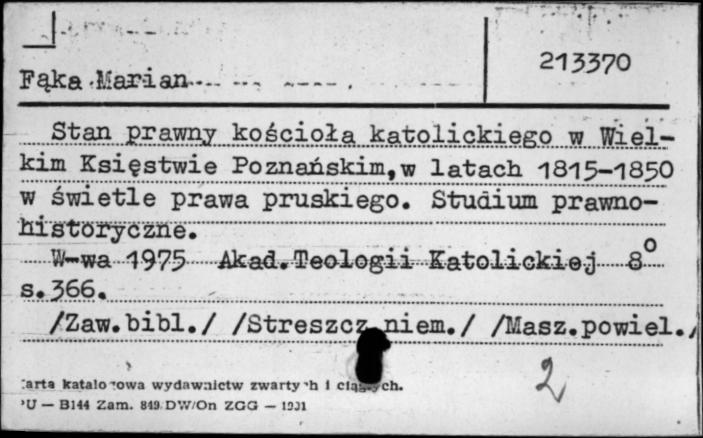 213370
Fąka Marian
Stan prawny kościoła katolickiego w Wiel-
kim Księstwie Poznańskim,w latach 1815-1850
w świetle prawa pruskiego. Studium prawno-
historyczne.
W-wa 1975 Akad.Teologii Katolickiej 8°
s.366.
/Zaw.bibl./ /Streszcz niem./ /Masz.powiel./
karta katalogowa wydawnictw zwartych i ciągłych.
PU — B144 Zam. 849 DW/On ZGG —
2